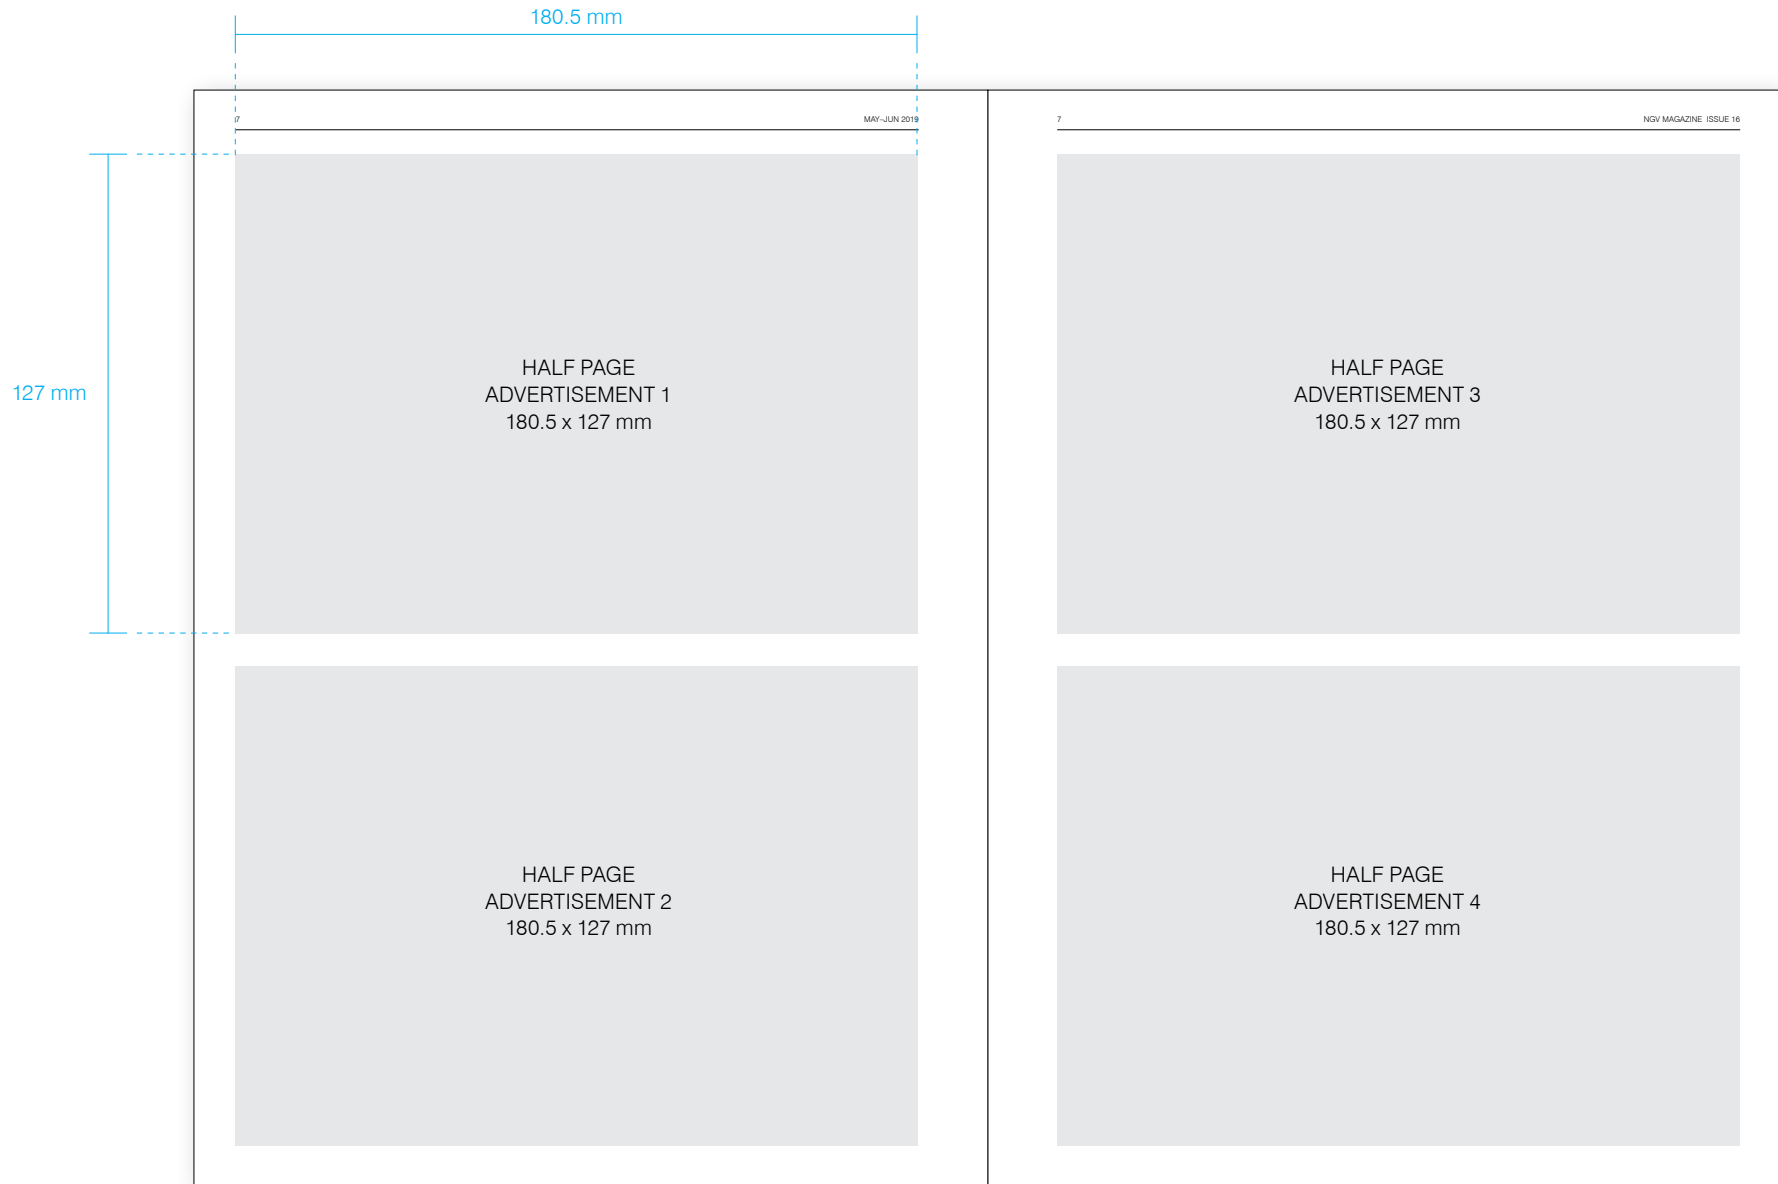 180.5 mm
7 MAY–JUN 2019
7 NGV MAGAZINE ISSUE 16
127 mm
HALF PAGE
ADVERTISEMENT 1
180.5 x 127 mm
HALF PAGE
ADVERTISEMENT 3
180.5 x 127 mm
HALF PAGE
ADVERTISEMENT 2
180.5 x 127 mm
HALF PAGE
ADVERTISEMENT 4
180.5 x 127 mm